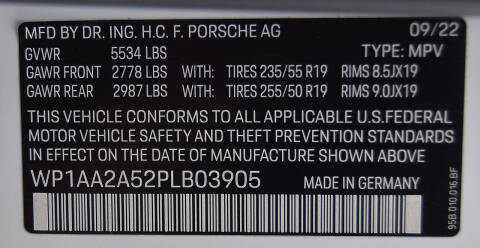 MFD BY DR. ING. H.C. F. PORSCHE AG 09/22
GVWR 5534 LBS TYPE: MPV
GAWR FRONT 2778 LBS WITH: TIRES 235/55 R19 RIMS 8.5JX19
GAWR REAR 2987 LBS WITH: TIRES 255/50 R19 RIMS 9.0JX19
THIS VEHICLE CONFORMS TO ALL APPLICABLE U.S.FEDERAL
MOTOR VEHICLE SAFETY AND THEFT PREVENTION STANDARDS
IN EFFECT ON THE DATE OF MANUFACTURE SHOWN ABOVE.
WP1AA2A52PLB03905 MADE IN GERMANY
95B.010.016.BF